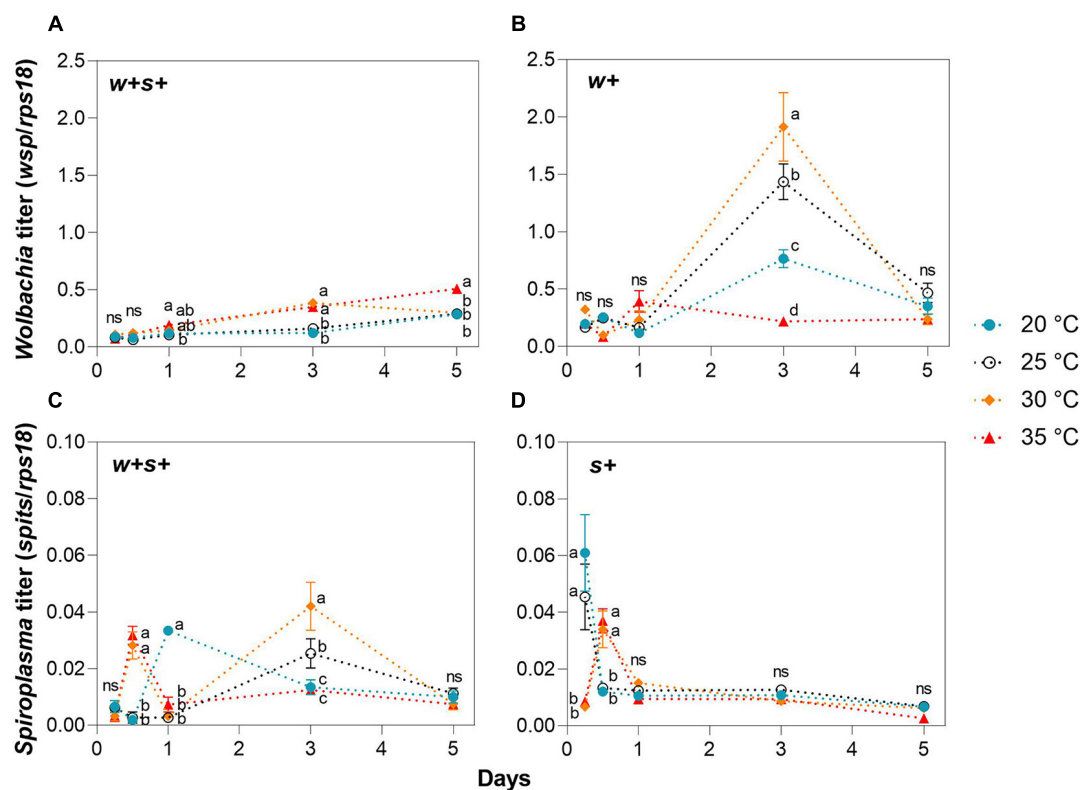 A
B
Wolbachia titer (wsp/rps18)
2.5
2.0
1.5
1.0
0.5
0.0
w+s+
ns
ns
a
ab
ab
b
a
a
b
b
a
b
b
b
0
1
2
3
4
5
2.5
2.0
1.5
1.0
0.5
0.0
w+
ns
ns
ns
a
b
c
d
ns
0
1
2
3
4
5
20 °C
25 °C
30 °C
35 °C
C
D
Spiroplasma titer (spits/rps18)
0.10
0.08
0.06
0.04
0.02
0.00
w+s+
ns
a
a
b
b
a
b
b
b
a
b
c
c
ns
0
1
2
3
4
5
0.10
0.08
0.06
0.04
0.02
0.00
s+
a
a
b
b
a
a
b
b
ns
ns
ns
0
1
2
3
4
5
Days